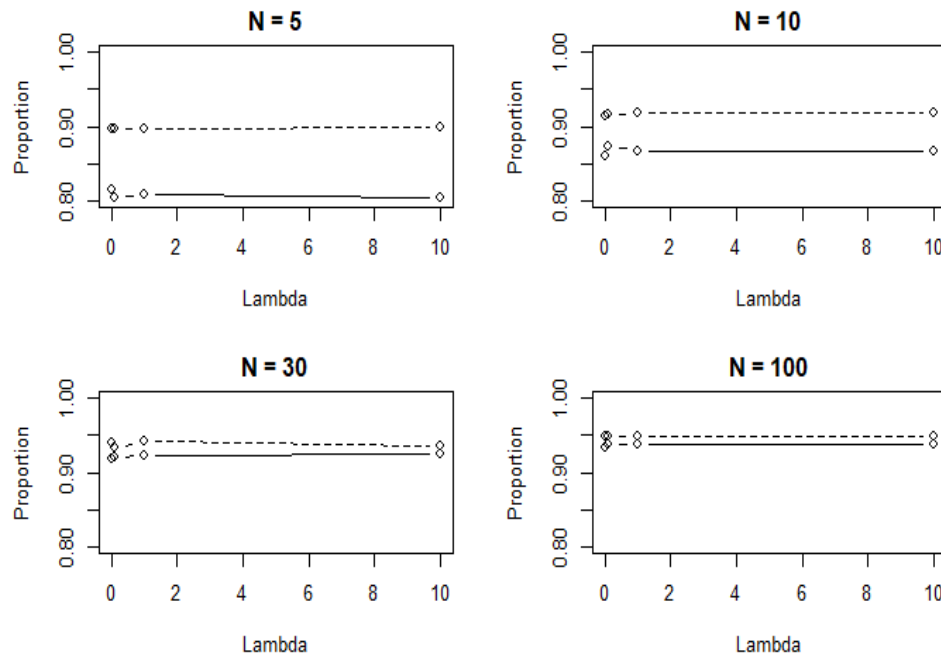 N = 5
Proportion
1.00
0.90
0.80
0 2 4 6 8 10
Lambda
N = 10
Proportion
1.00
0.90
0.80
0 2 4 6 8 10
Lambda
N = 30
Proportion
1.00
0.90
0.80
0 2 4 6 8 10
Lambda
N = 100
Proportion
1.00
0.90
0.80
0 2 4 6 8 10
Lambda